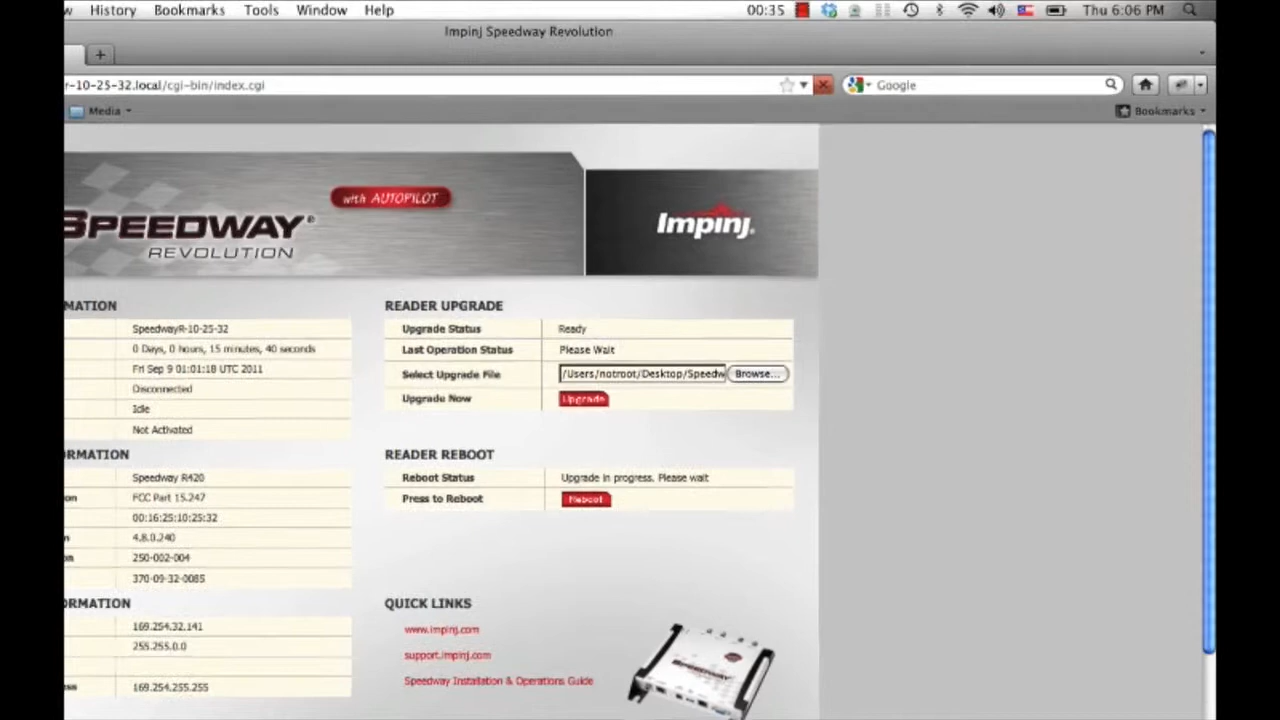 History Bookmarks Tools Window Help 00:35 Thu 6:06 PM
Impinj Speedway Revolution
r-10-25-32.local/cgi-bin/index.cgi Google
Media Bookmarks
with AUTOPILOT
SPEEDWAY®
REVOLUTION
Impinj.
MATION
SpeedwayR-10-25-32
0 Days, 0 hours, 15 minutes, 40 seconds
Fri Sep 9 01:01:18 UTC 2011
Disconnected
Idle
Not Activated
RMATION
Speedway R420
on FCC Part 15.247
00:16:25:10:25:32
n 4.8.0.240
on 250-002-004
370-09-32-0085
ORMATION
169.254.32.141
255.255.0.0
ss 169.254.255.255
READER UPGRADE
Upgrade Status Ready
Last Operation Status Please Wait
Select Upgrade File /Users/notroot/Desktop/Speedw Browse...
Upgrade Now Upgrade
READER REBOOT
Reboot Status Upgrade in progress. Please wait
Press to Reboot Reboot
QUICK LINKS
www.impinj.com
support.impinj.com
Speedway Installation & Operations Guide
SPEEDWAY